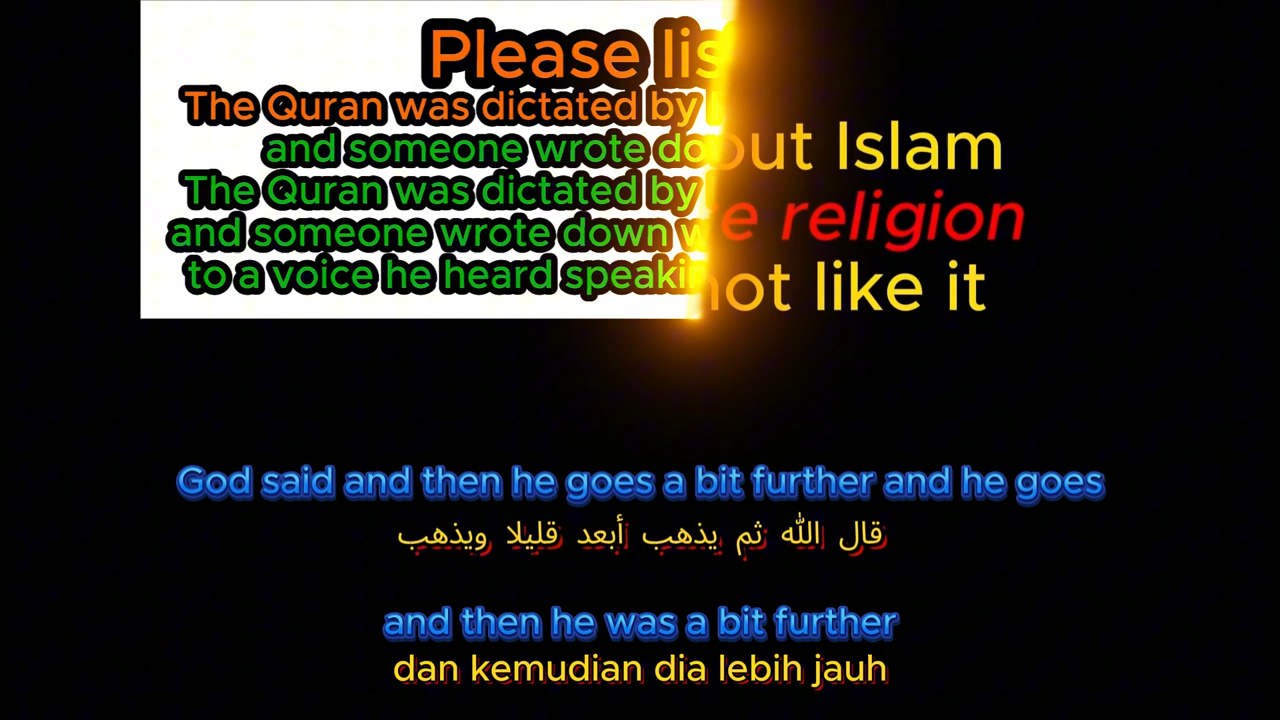 Please lis
The Quran was dictated by
and someone wrote do
The Quran was dictated by
and someone wrote down w
to a voice he heard speakin
out Islam
e religion
not like it
God said and then he goes a bit further and he goes
قال الله ثم يذهب أبعد قليلا ويذهب
and then he was a bit further
dan kemudian dia lebih jauh